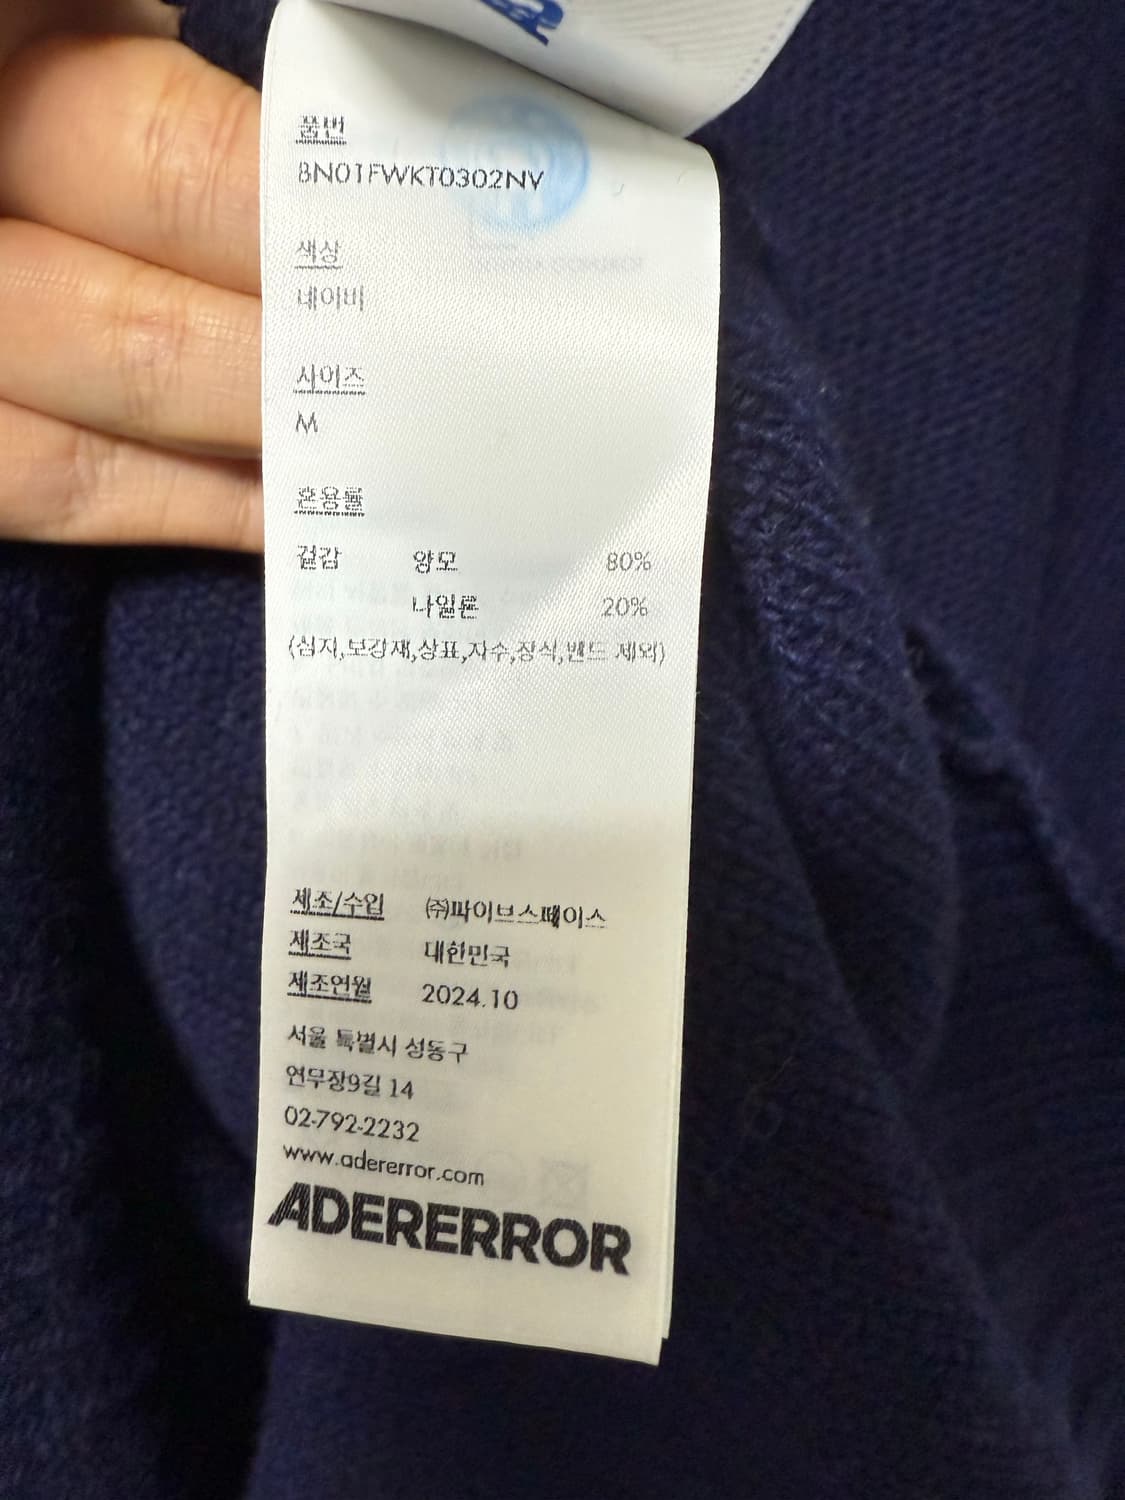 품번
BN01FWKT0302NV
색상
네이비
사이즈
M
혼용률
겉감 양모 80%
나일론 20%
(심지,보강재,상표,자수,장식,밴드 제외)
제조/수입 ㈜파이브스페이스
제조국 대한민국
제조연월 2024.10
서울 특별시 성동구
연무장9길 14
02-792-2232
www.adererror.com
ADERERROR